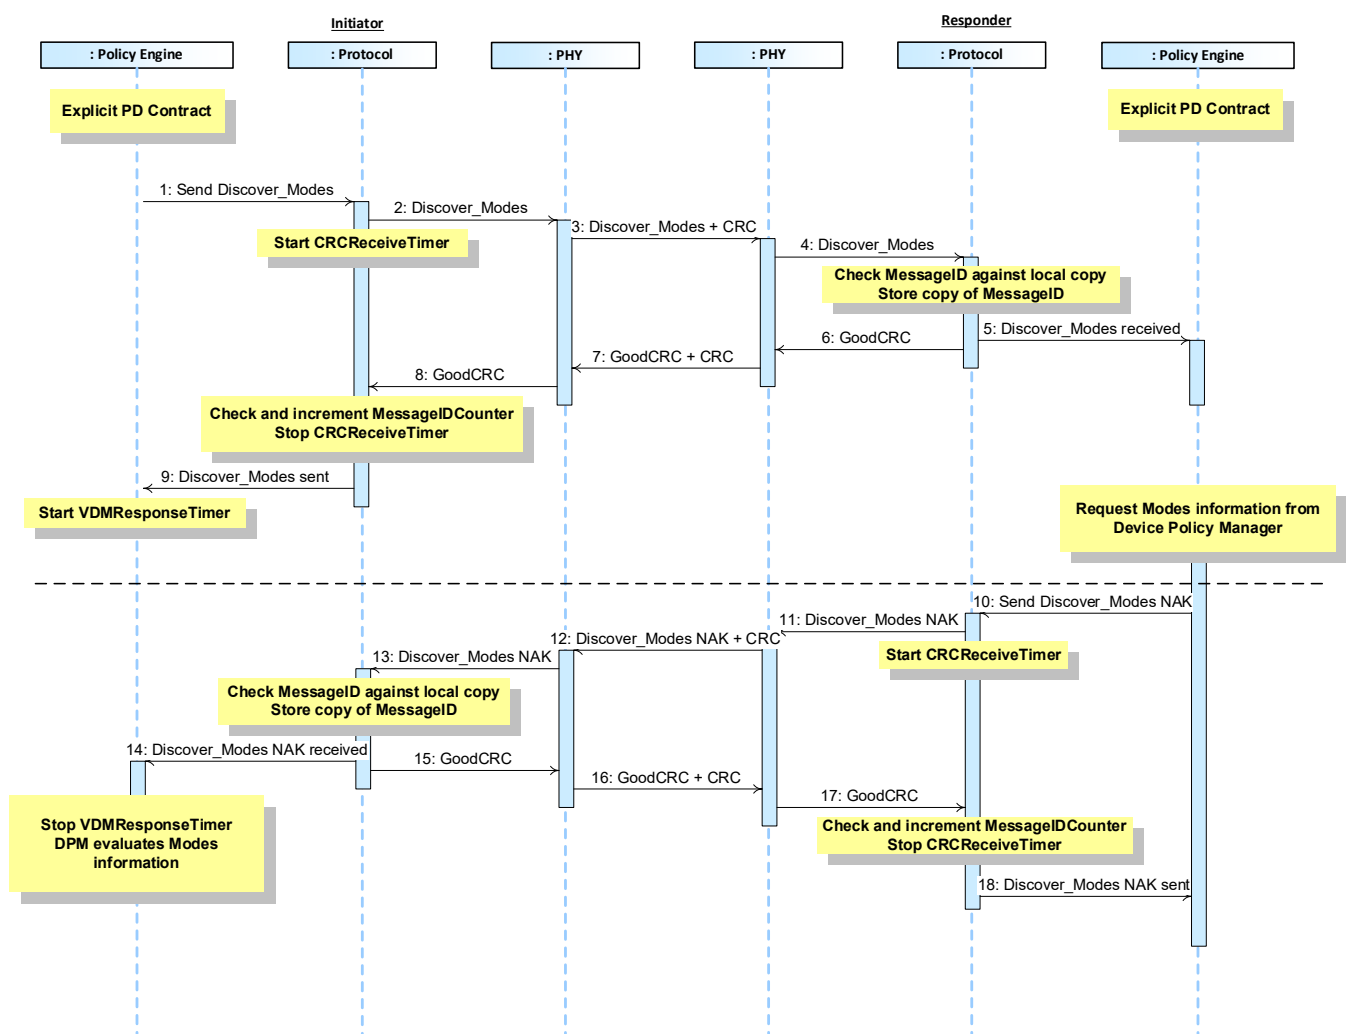 Initiator
Responder
: Policy Engine
: Protocol
: PHY
: PHY
: Protocol
: Policy Engine
Explicit PD Contract
Explicit PD Contract
1: Send Discover_Modes
2: Discover_Modes
Start CRCReceiveTimer
3: Discover_Modes + CRC
4: Discover_Modes
Check MessageID against local copy
Store copy of MessageID
5: Discover_Modes received
6: GoodCRC
7: GoodCRC + CRC
8: GoodCRC
Check and increment MessageIDCounter
Stop CRCReceiveTimer
9: Discover_Modes sent
Start VDMResponseTimer
Request Modes information from
Device Policy Manager
10: Send Discover_Modes NAK
11: Discover_Modes NAK
Start CRCReceiveTimer
12: Discover_Modes NAK + CRC
13: Discover_Modes NAK
Check MessageID against local copy
Store copy of MessageID
14: Discover_Modes NAK received
15: GoodCRC
16: GoodCRC + CRC
17: GoodCRC
Stop VDMResponseTimer
DPM evaluates Modes
information
Check and increment MessageIDCounter
Stop CRCReceiveTimer
18: Discover_Modes NAK sent